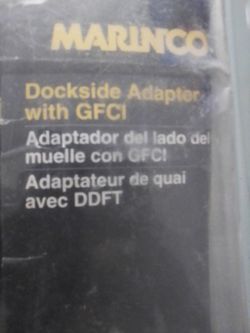 MARINCO
Dockside Adapter
with GFCI
Adaptador del lado del
muelle con GFCI
Adaptateur de quai
avec DDFT